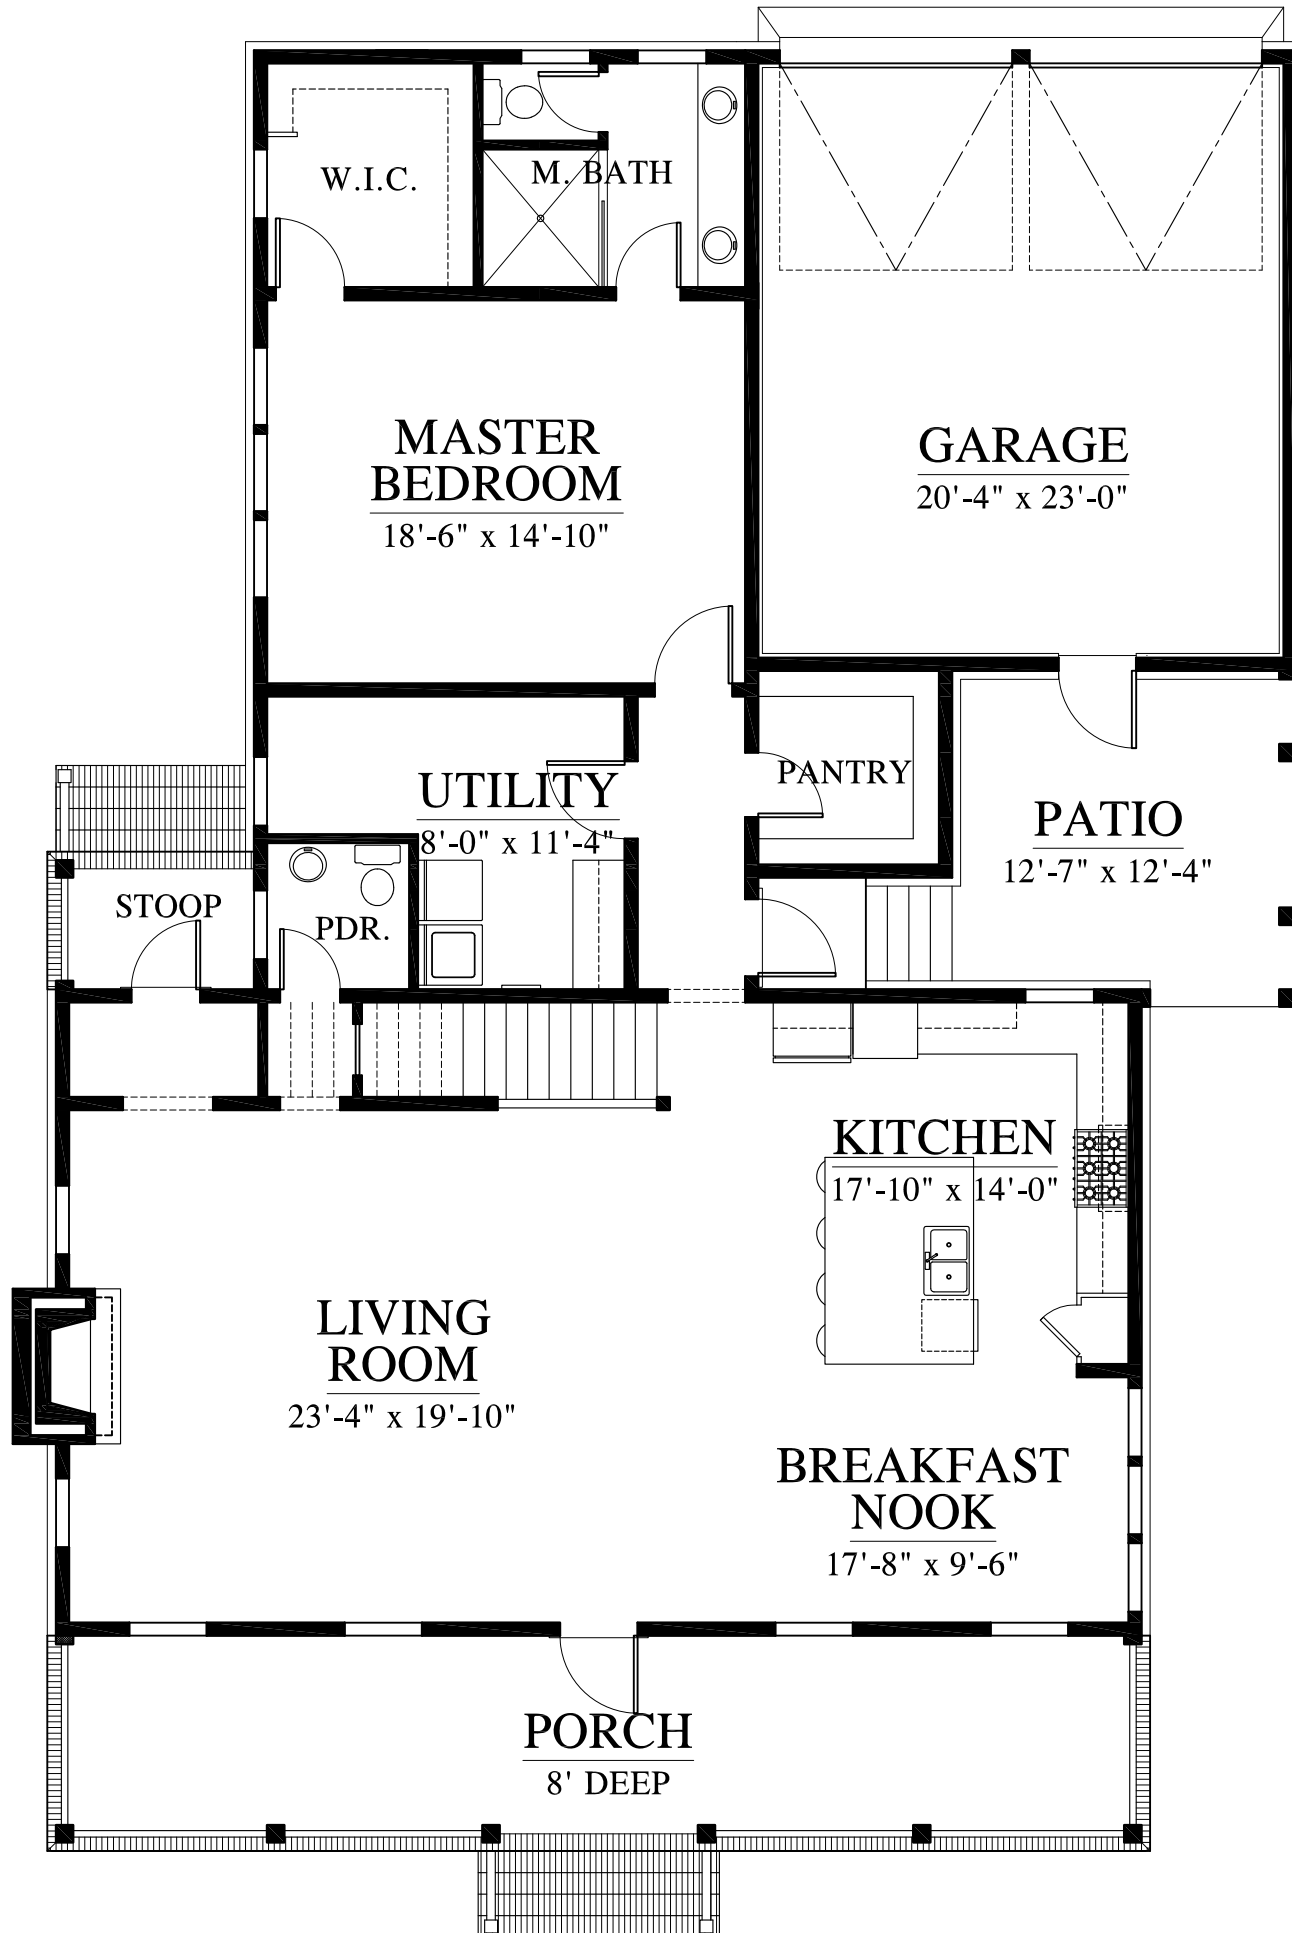 W.I.C.
M. BATH
MASTER
BEDROOM
18'-6" x 14'-10"
GARAGE
20'-4" x 23'-0"
UTILITY
8'-0" x 11'-4"
PANTRY
PATIO
12'-7" x 12'-4"
STOOP
PDR.
KITCHEN
17'-10" x 14'-0"
LIVING
ROOM
23'-4" x 19'-10"
BREAKFAST
NOOK
17'-8" x 9'-6"
PORCH
8' DEEP